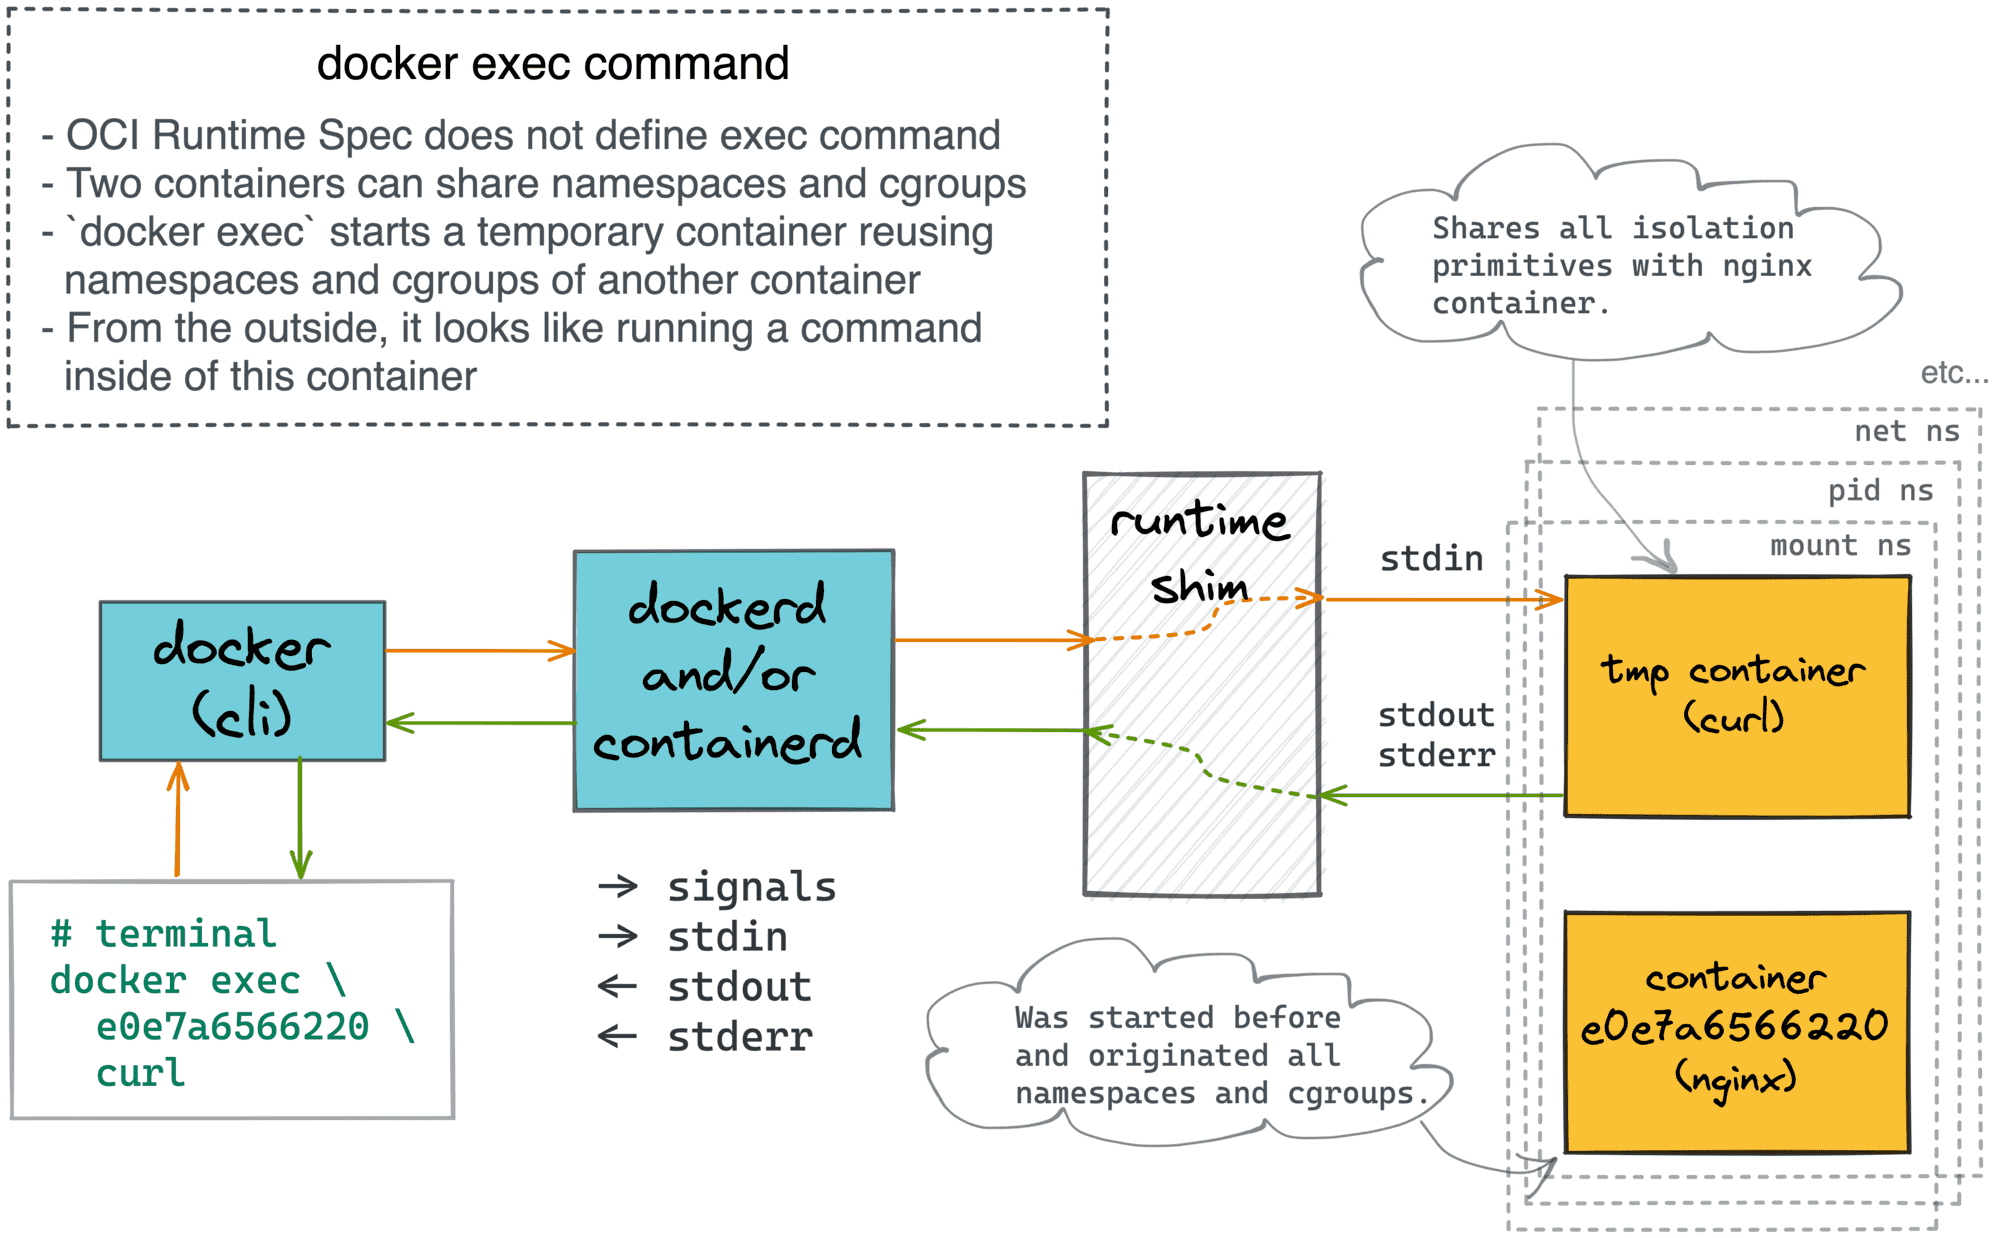 docker exec command
- OCI Runtime Spec does not define exec command
- Two containers can share namespaces and cgroups
- `docker exec` starts a temporary container reusing
namespaces and cgroups of another container
- From the outside, it looks like running a command
inside of this container
Shares all isolation
primitives with nginx
container.
etc...
net ns
pid ns
mount ns
runtime
shim
stdin
stdout
stderr
dockerd
and/or
containerd
docker
(cli)
tmp container
(curl)
# terminal
docker exec \
e0e7a6566220 \
curl
→ signals
→ stdin
← stdout
← stderr
Was started before
and originated all
namespaces and cgroups.
container
e0e7a6566220
(nginx)